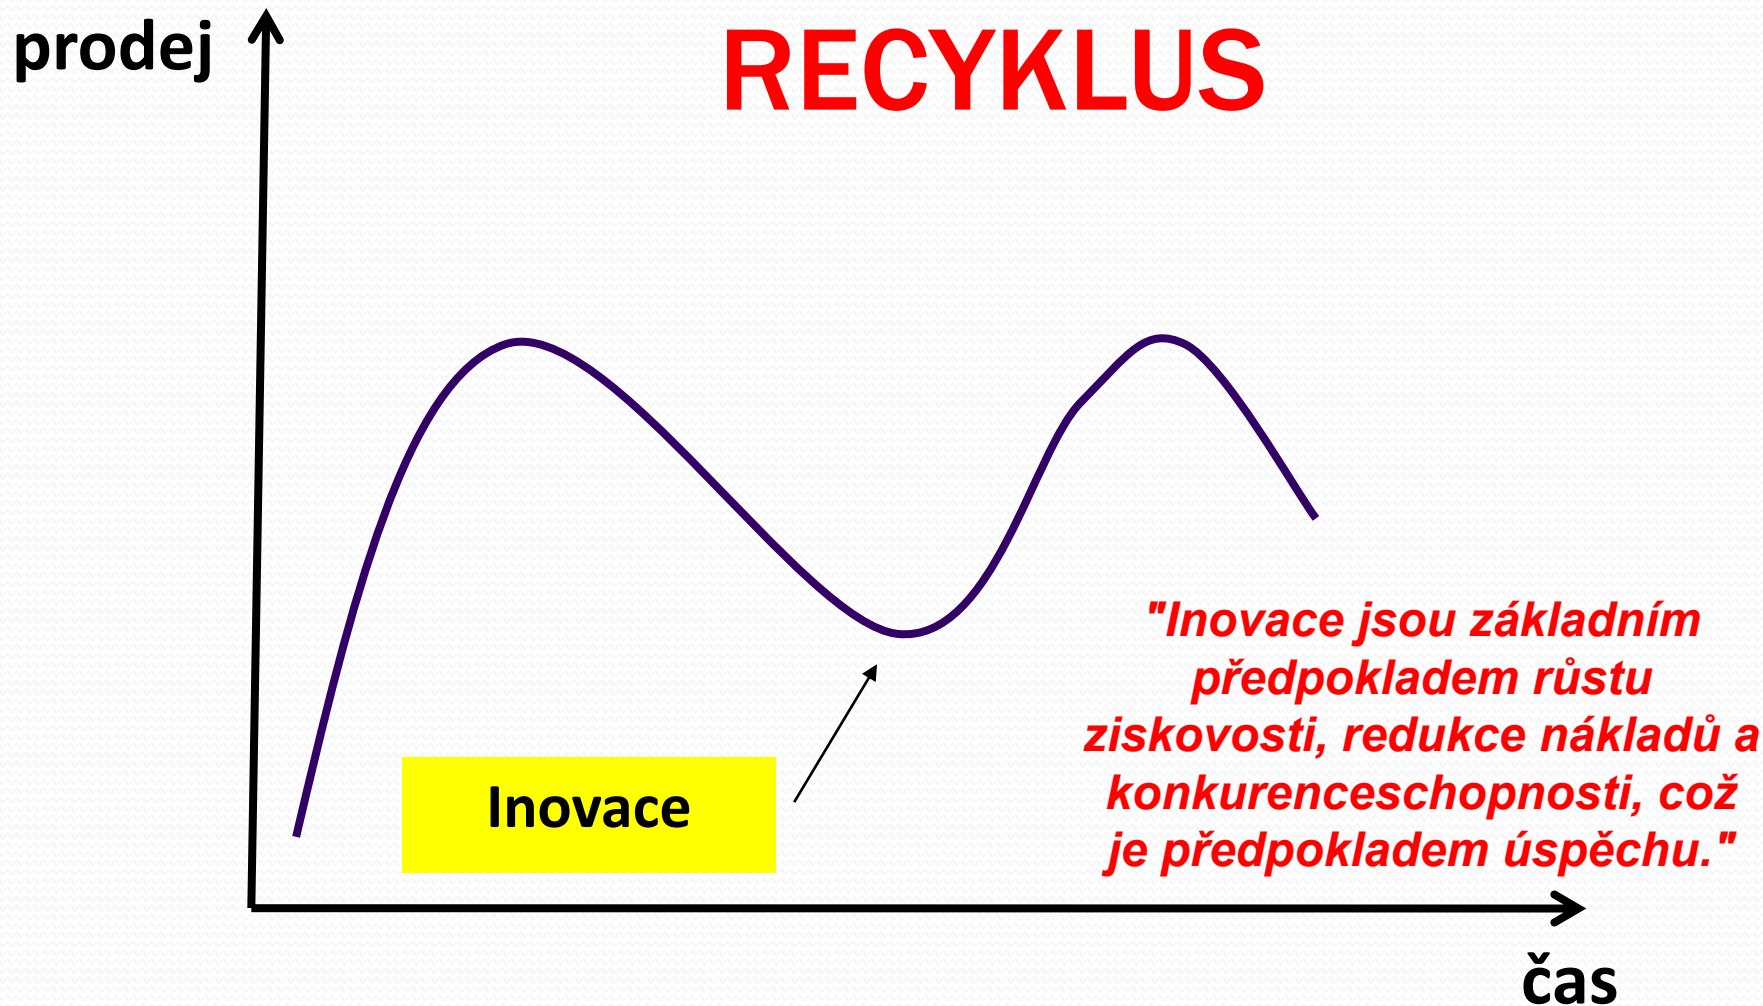 prodej
RECYKLUS
"Inovace jsou základním
předpokladem růstu
ziskovosti, redukce nákladů a
konkurenceschopnosti, což
je předpokladem úspěchu."
Inovace
čas